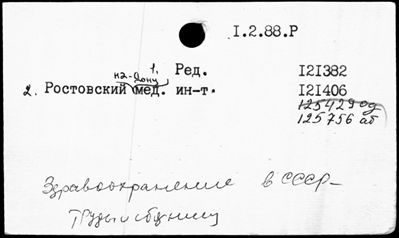 I.2.88.Р
1. Ред. I2I382
на-Дону
2. Ростовский мед. ин-т. I2I406
125429 од
125756 аб
Здравоохранение в СССР-
Труды и сборники